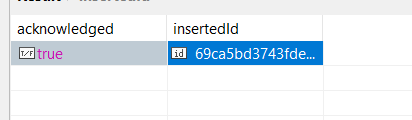 acknowledged insertedId
T/F true id 69ca5bd3743fde...